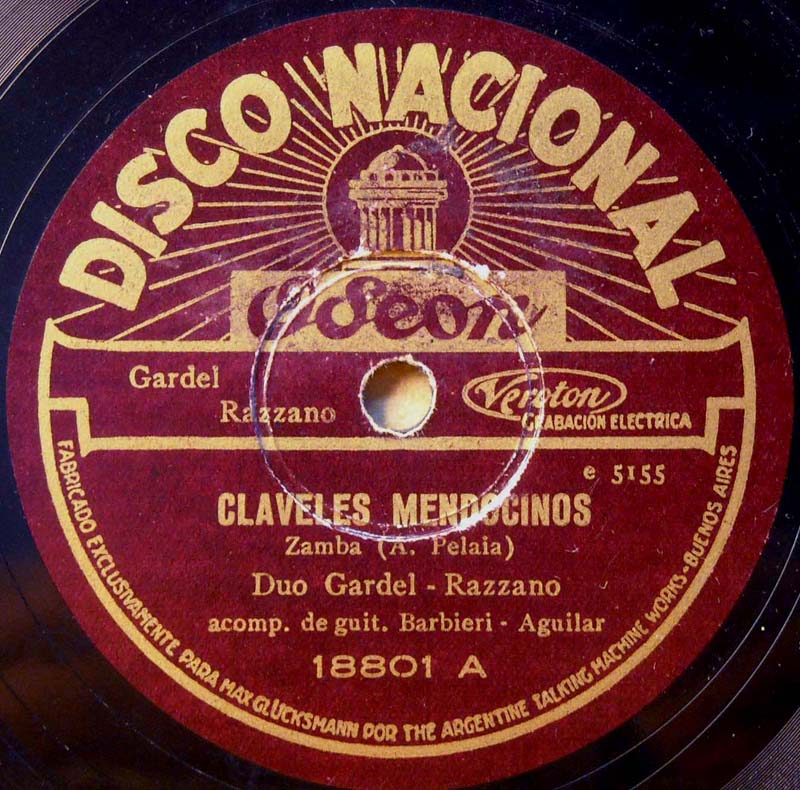 DISCO NACIONAL
Odeon
Gardel
Razzano
Veroton
GRABACIÓN ELECTRICA
e 5155
CLAVELES MENDOCINOS
Zamba (A. Pelaia)
Duo Gardel - Razzano
acomp. de guit. Barbieri - Aguilar
18801 A
FABRICADO EXCLUSIVAMENTE PARA MAX GLÜCKSMANN POR THE ARGENTINE TALKING MACHINE WORKS - BUENOS AIRES